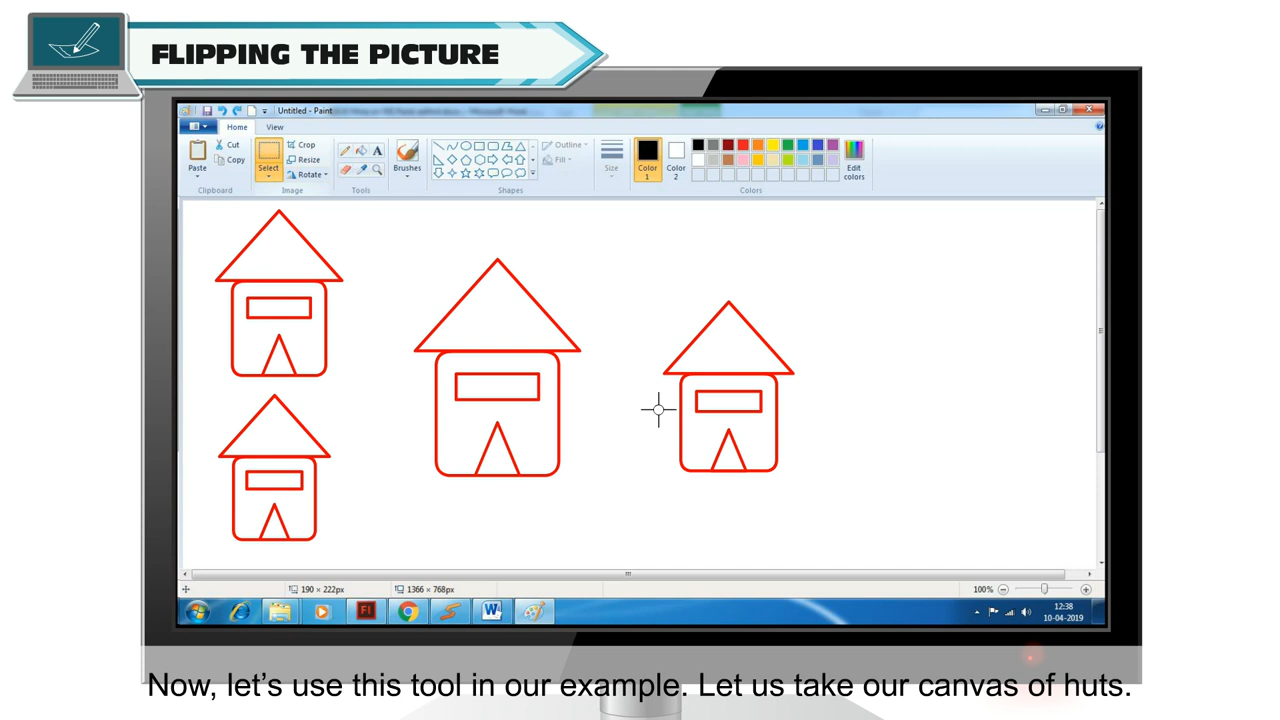 FLIPPING THE PICTURE
Untitled - Paint
Home View
Paste
Cut
Copy
Clipboard
Select
Crop
Resize
Rotate
Image
Tools
A
Brushes
Outline
Fill
Shapes
Size
Color 1
Color 2
Edit colors
Colors
190 × 222px
1366 × 768px
100%
Fl
W
12:38
10-04-2019
Now, let's use this tool in our example. Let us take our canvas of huts.